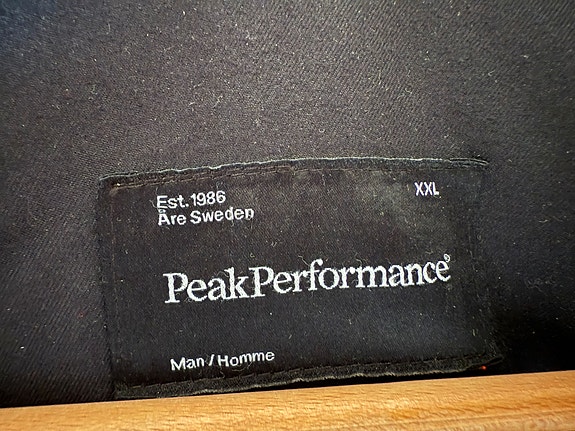 Est. 1986
XXL
Åre Sweden
PeakPerformance®
Man / Homme